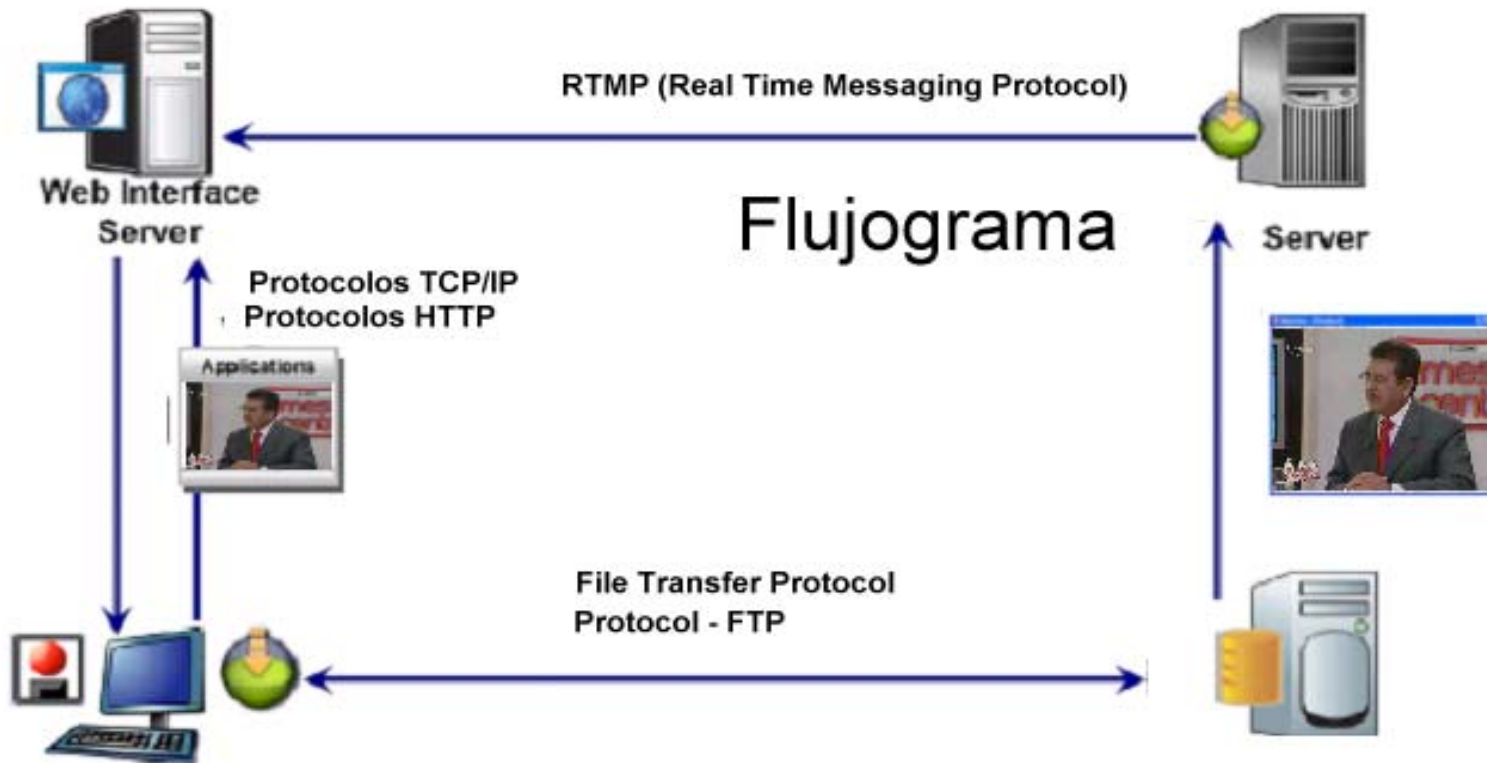 RTMP (Real Time Messaging Protocol)
Web Interface
Server
Flujograma
Server
Protocolos TCP/IP
Protocolos HTTP
Applications
File Transfer Protocol
Protocol - FTP